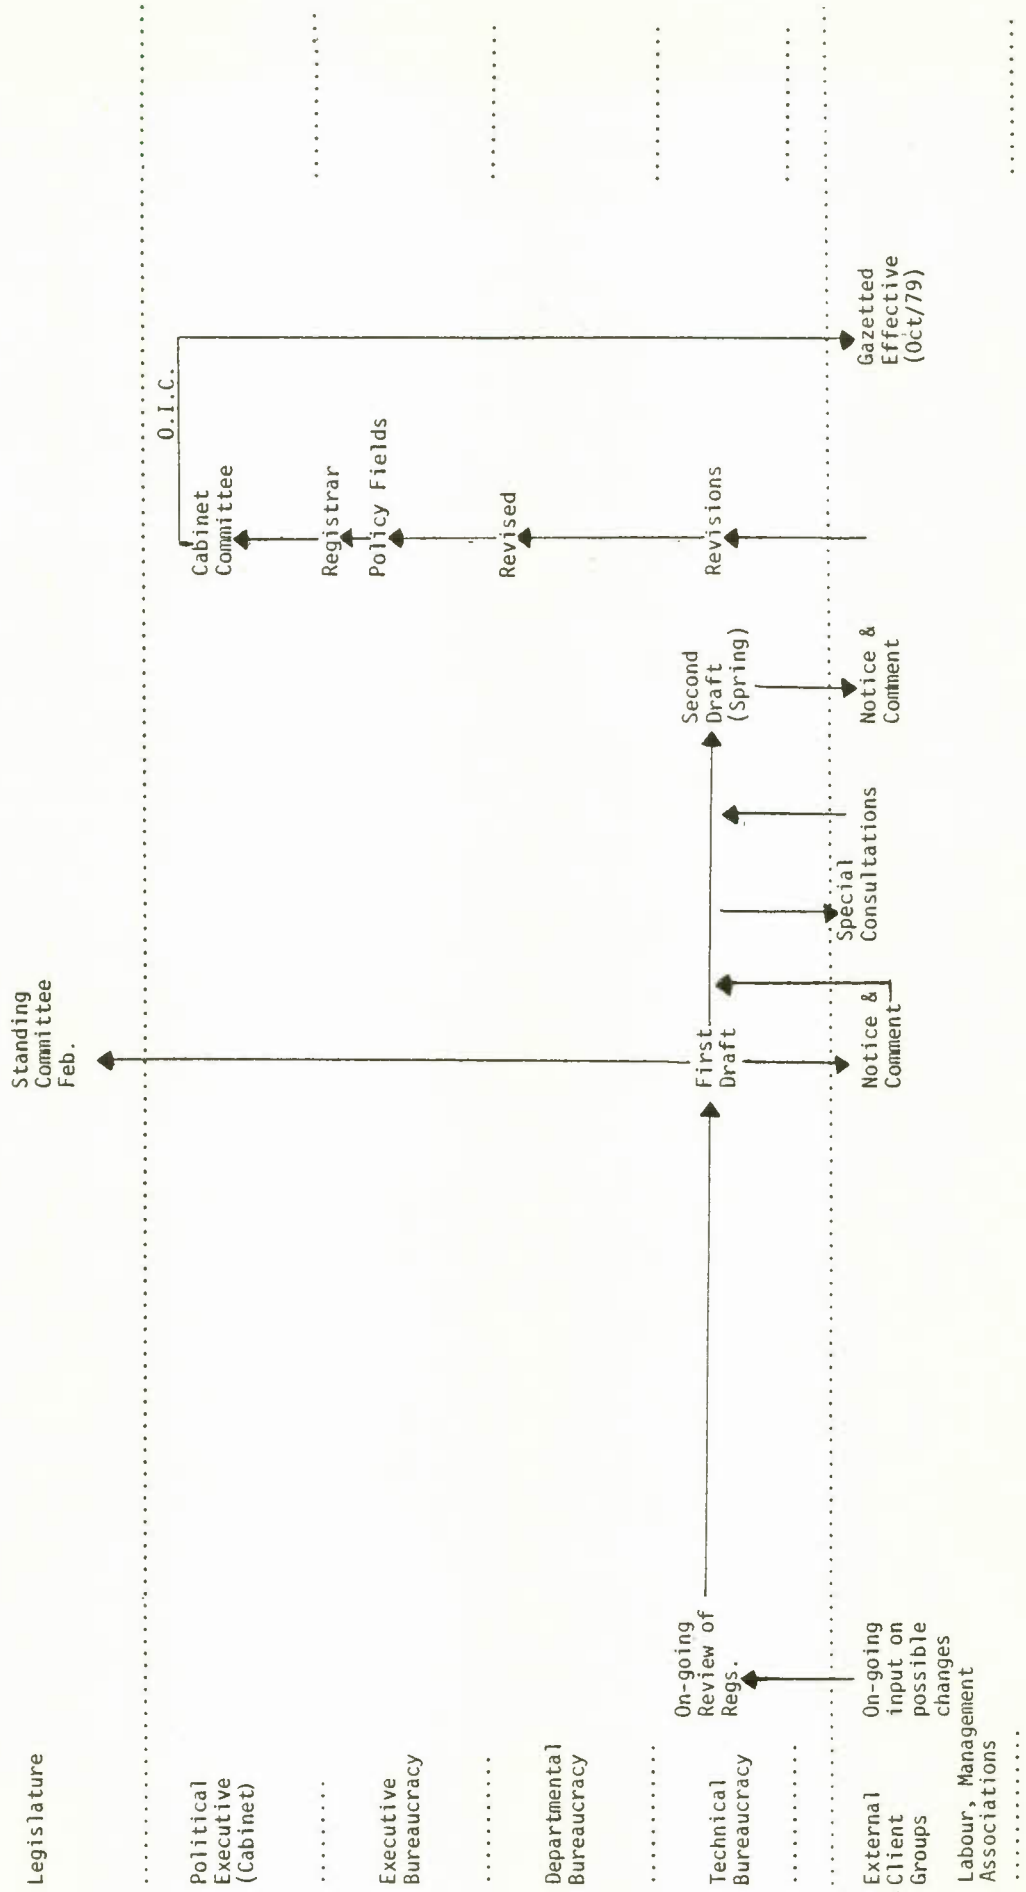 Legislature
Political
Executive
(Cabinet)
Executive
Bureaucracy
Departmental
Bureaucracy
Technical
Bureaucracy
External
Client
Groups
Labour, Management
Associations
On-going
Review of
Regs.
On-going
input on
possible
changes
Standing
Committee
Feb.
First
Draft
Notice &
Comment
Special
Consultations
Second
Draft
(Spring)
Notice &
Comment
Cabinet
Committee
Registrar
Policy Fields
Revised
Revisions
O.I.C.
Gazetted
Effective
(Oct/79)